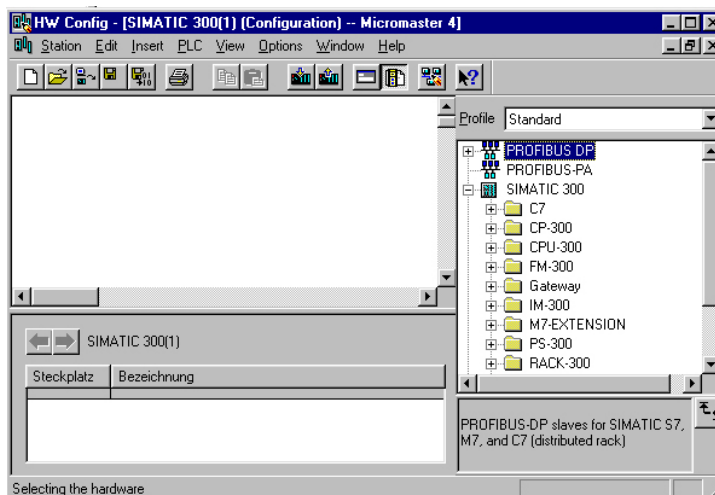 HW Config - [SIMATIC 300(1) (Configuration) -- Micromaster 4]
Station Edit Insert PLC View Options Window Help
Profile Standard
PROFIBUS DP
PROFIBUS-PA
SIMATIC 300
C7
CP-300
CPU-300
FM-300
Gateway
IM-300
M7-EXTENSION
PS-300
RACK-300
SIMATIC 300(1)
Steckplatz Bezeichnung
PROFIBUS-DP slaves for SIMATIC S7,
M7, and C7 (distributed rack)
Selecting the hardware